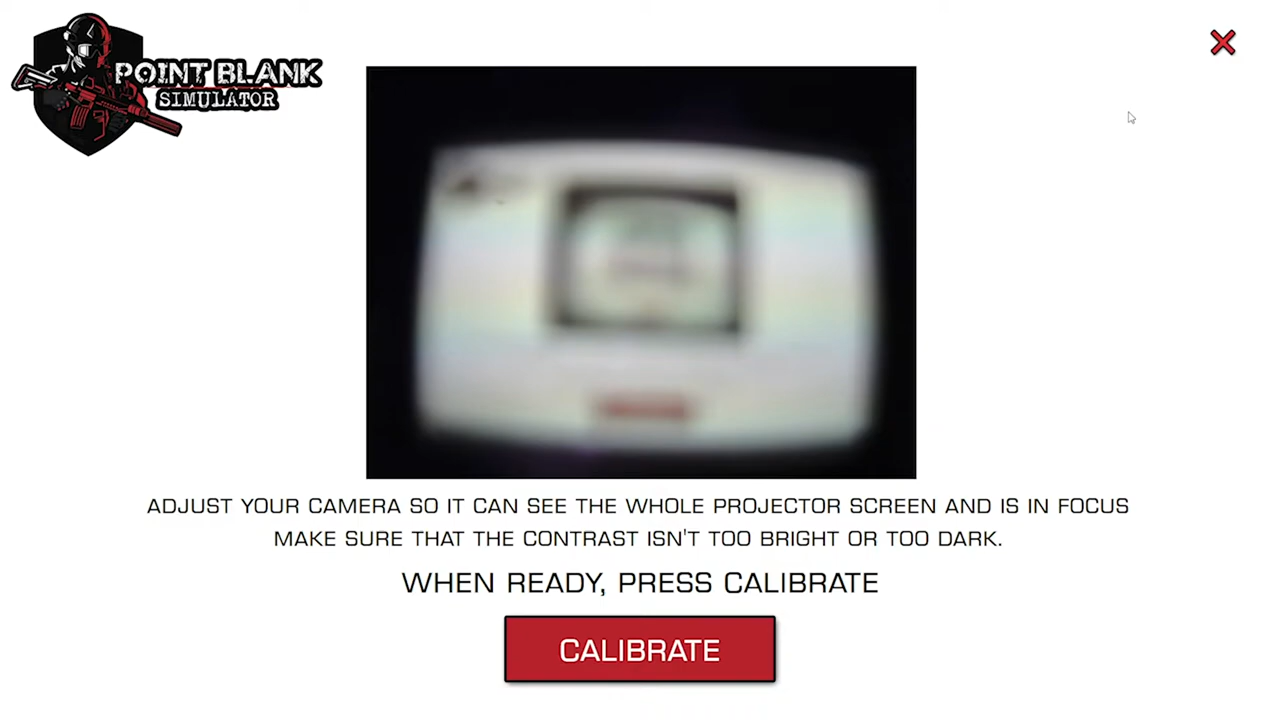 POINT BLANK
SIMULATOR
ADJUST YOUR CAMERA SO IT CAN SEE THE WHOLE PROJECTOR SCREEN AND IS IN FOCUS
MAKE SURE THAT THE CONTRAST ISN'T TOO BRIGHT OR TOO DARK.
WHEN READY, PRESS CALIBRATE
CALIBRATE